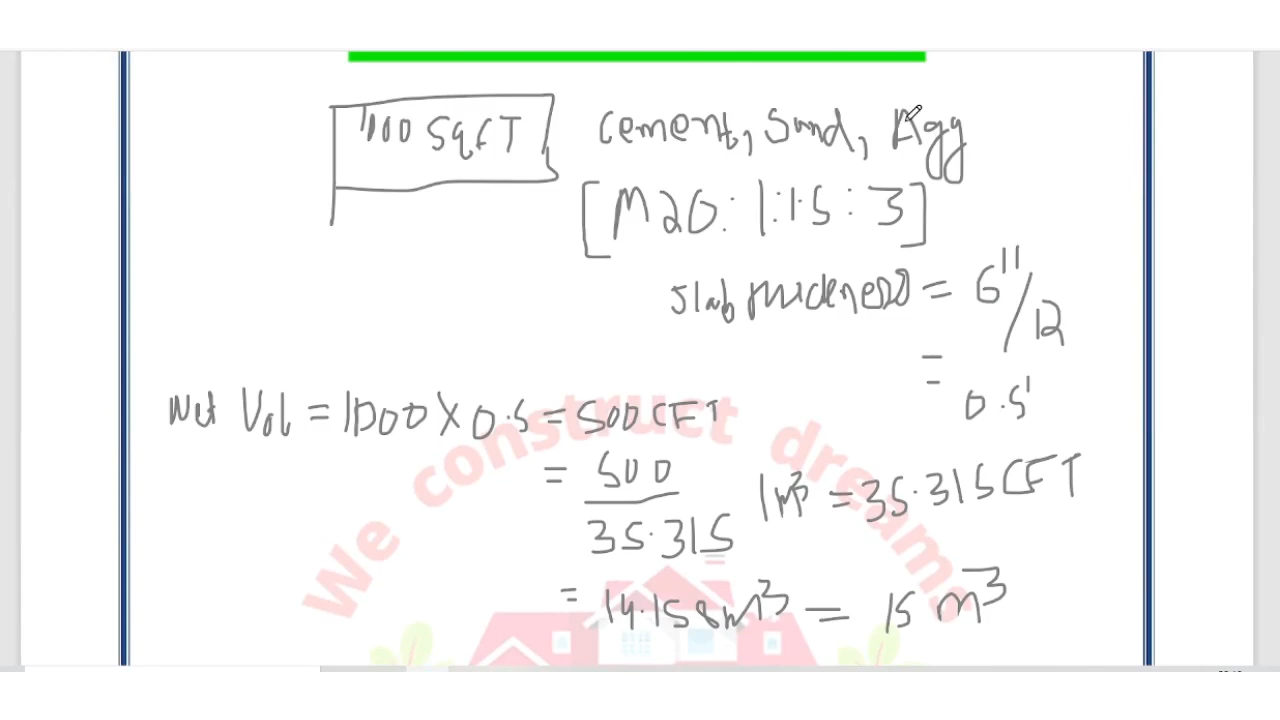 1000 SqFT cement, Sand, Agg
[M20: 1:1.5: 3]
slab thickness = 6"/12
= 0.5'
Wet Vol = 1000 X 0.5 = 500 CFT
= 500/35.315 1m³ = 35.315 CFT
= 14.158m³ = 15 m³
We construct dreams